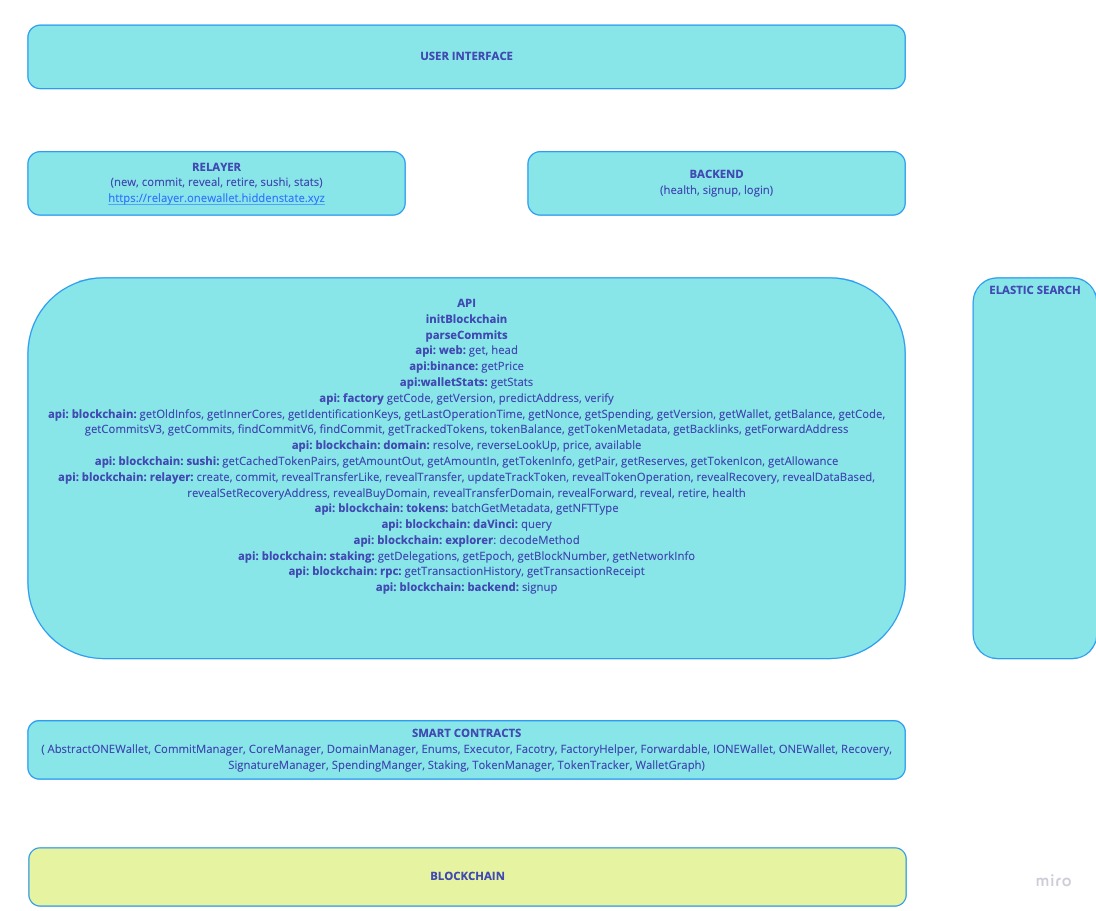 USER INTERFACE
RELAYER
(new, commit, reveal, retire, sushi, stats)
https://relayer.onewallet.hiddenstate.xyz
BACKEND
(health, signup, login)
API
initBlockchain
parseCommits
api: web: get, head
api:binance: getPrice
api:walletStats: getStats
api: factory getCode, getVersion, predictAddress, verify
api: blockchain: getOldInfos, getInnerCores, getIdentificationKeys, getLastOperationTime, getNonce, getSpending, getVersion, getWallet, getBalance, getCode,
getCommitsV3, getCommits, findCommitV6, findCommit, getTrackedTokens, tokenBalance, getTokenMetadata, getBacklinks, getForwardAddress
api: blockchain: domain: resolve, reverseLookUp, price, available
api: blockchain: sushi: getCachedTokenPairs, getAmountOut, getAmountIn, getTokenInfo, getPair, getReserves, getTokenIcon, getAllowance
api: blockchain: relayer: create, commit, revealTransferLike, revealTransfer, updateTrackToken, revealTokenOperation, revealRecovery, revealDataBased,
revealSetRecoveryAddress, revealBuyDomain, revealTransferDomain, revealForward, reveal, retire, health
api: blockchain: tokens: batchGetMetadata, getNFTType
api: blockchain: daVinci: query
api: blockchain: explorer: decodeMethod
api: blockchain: staking: getDelegations, getEpoch, getBlockNumber, getNetworkInfo
api: blockchain: rpc: getTransactionHistory, getTransactionReceipt
api: blockchain: backend: signup
ELASTIC SEARCH
SMART CONTRACTS
( AbstractONEWallet, CommitManager, CoreManager, DomainManager, Enums, Executor, Facotry, FactoryHelper, Forwardable, IONEWallet, ONEWallet, Recovery,
SignatureManager, SpendingManger, Staking, TokenManager, TokenTracker, WalletGraph)
BLOCKCHAIN
miro